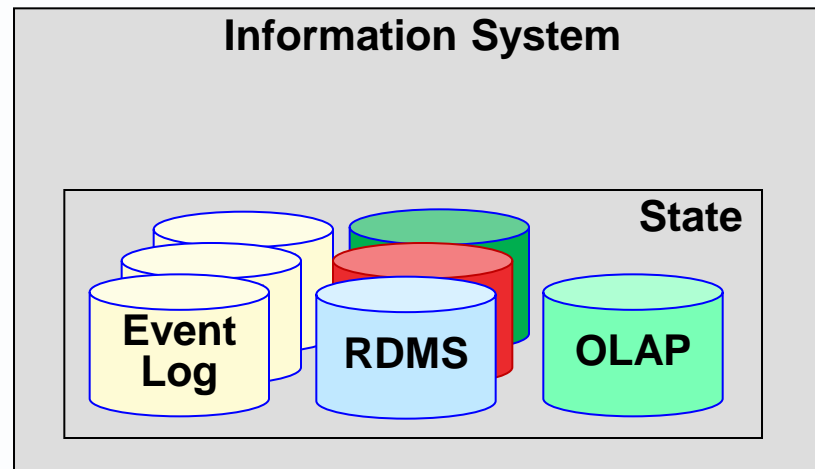 Information System
State
Event
Log
RDMS
OLAP